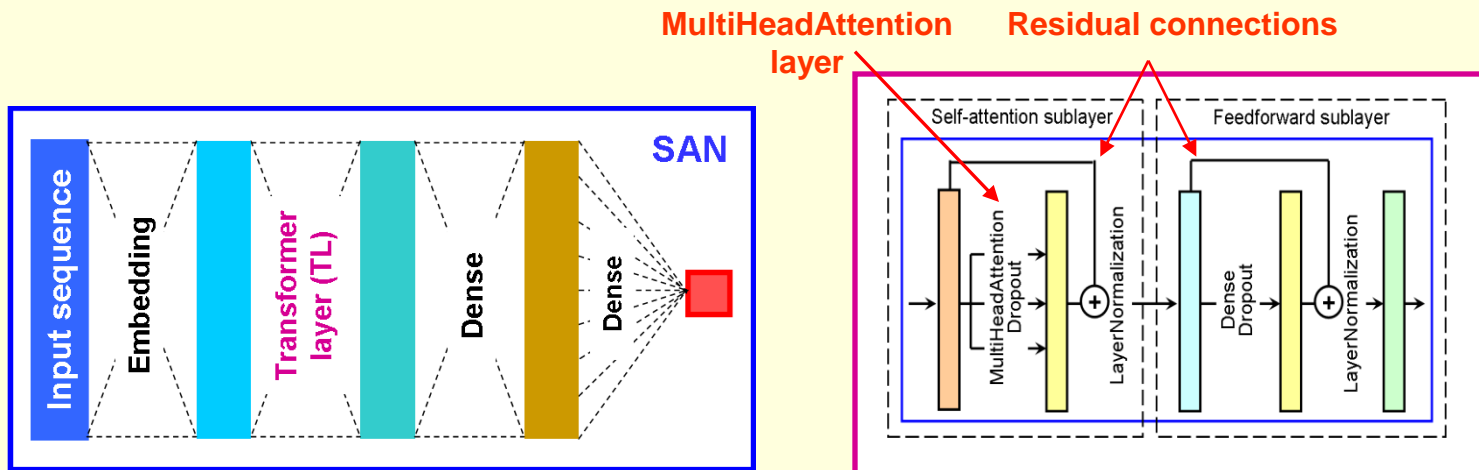 MultiHeadAttention
layer
Residual connections
SAN
Input sequence
Embedding
Transformer
layer (TL)
Dense
Dense
Self-attention sublayer
Feedforward sublayer
MultiHeadAttention
Dropout
+
LayerNormalization
Dense
Dropout
+
LayerNormalization